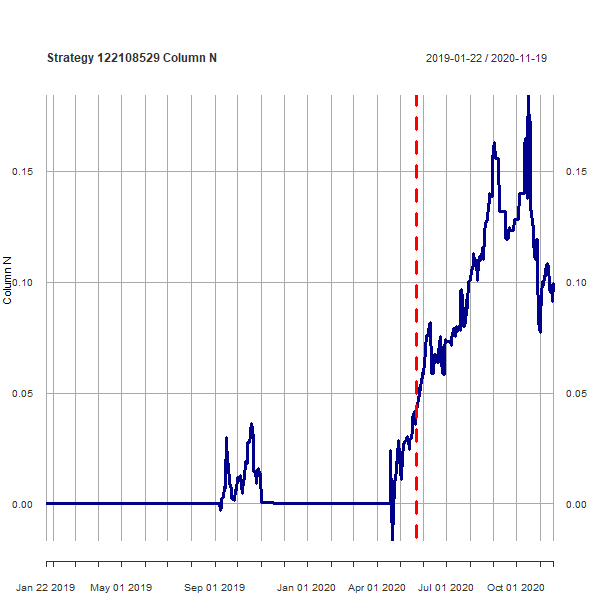 Strategy 122108529 Column N
2019-01-22 / 2020-11-19
0.15
0.15
0.10
0.10
Column N
0.05
0.05
0.00
0.00
Jan 22 2019
May 01 2019
Sep 01 2019
Jan 01 2020
Apr 01 2020
Jul 01 2020
Oct 01 2020